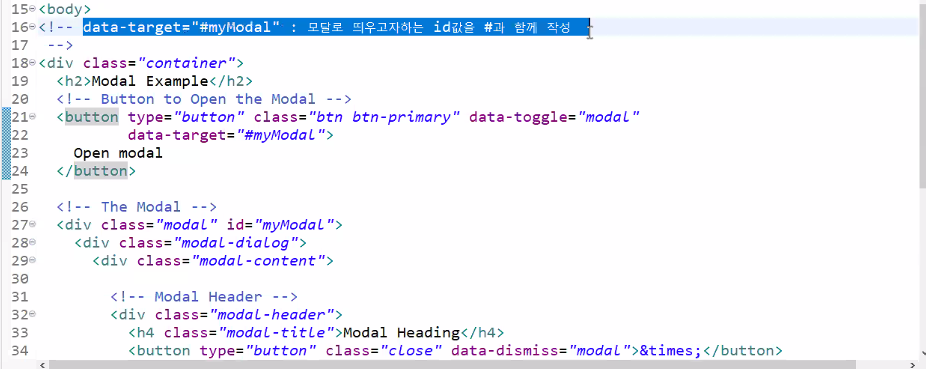 15 <body>
16 <!-- data-target="#myModal" : 모달로 띄우고자하는 id값을 #과 함께 작성
17 -->
18 <div class="container">
19 <h2>Modal Example</h2>
20 <!-- Button to Open the Modal -->
21 <button type="button" class="btn btn-primary" data-toggle="modal"
22 data-target="#myModal">
23 Open modal
24 </button>
25
26 <!-- The Modal -->
27 <div class="modal" id="myModal">
28 <div class="modal-dialog">
29 <div class="modal-content">
30
31 <!-- Modal Header -->
32 <div class="modal-header">
33 <h4 class="modal-title">Modal Heading</h4>
34 <button type="button" class="close" data-dismiss="modal">&times;</button>